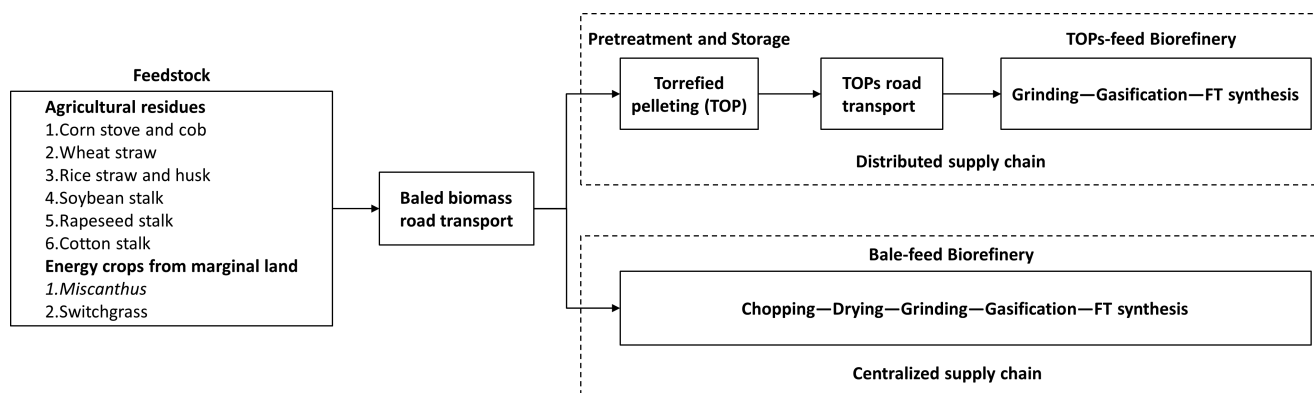 Feedstock
Agricultural residues
1.Corn stove and cob
2.Wheat straw
3.Rice straw and husk
4.Soybean stalk
5.Rapeseed stalk
6.Cotton stalk
Energy crops from marginal land
1.Miscanthus
2.Switchgrass
Baled biomass
road transport
Pretreatment and Storage
Torrefied
pelleting (TOP)
TOPs road
transport
TOPs-feed Biorefinery
Grinding—Gasification—FT synthesis
Distributed supply chain
Bale-feed Biorefinery
Chopping—Drying—Grinding—Gasification—FT synthesis
Centralized supply chain